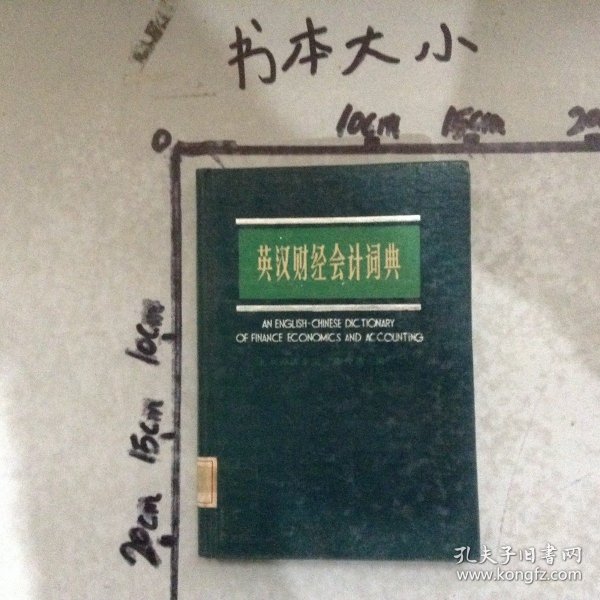 书本大小
0
10cm
15cm
20
10cm
15cm
20cm
英汉财经会计词典
AN ENGLISH-CHINESE DICTIONARY
OF FINANCE ECONOMICS AND ACCOUNTING
孔夫子旧书网
www.kongfz.com